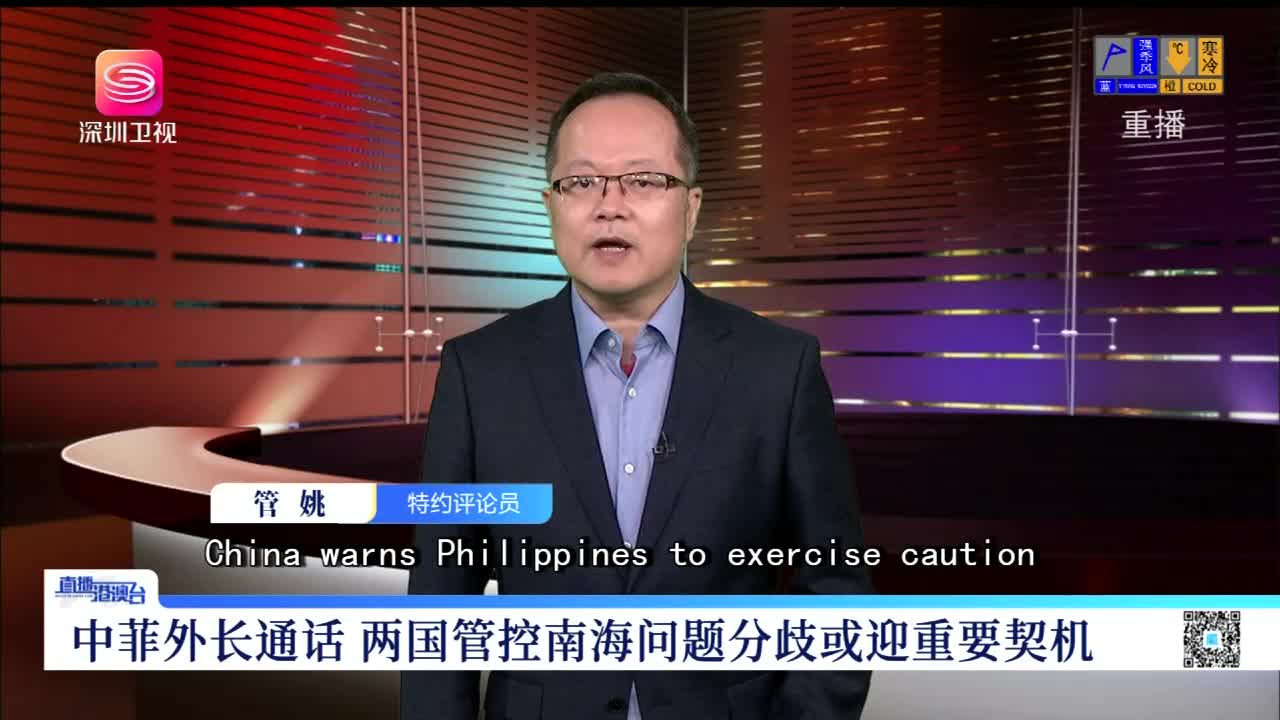 深圳卫视
强季风
℃
寒冷
蓝
橙
COLD
重播
管 姚
特约评论员
China warns Philippines to exercise caution
直播港澳台
中菲外长通话 两国管控南海问题分歧或迎重要契机